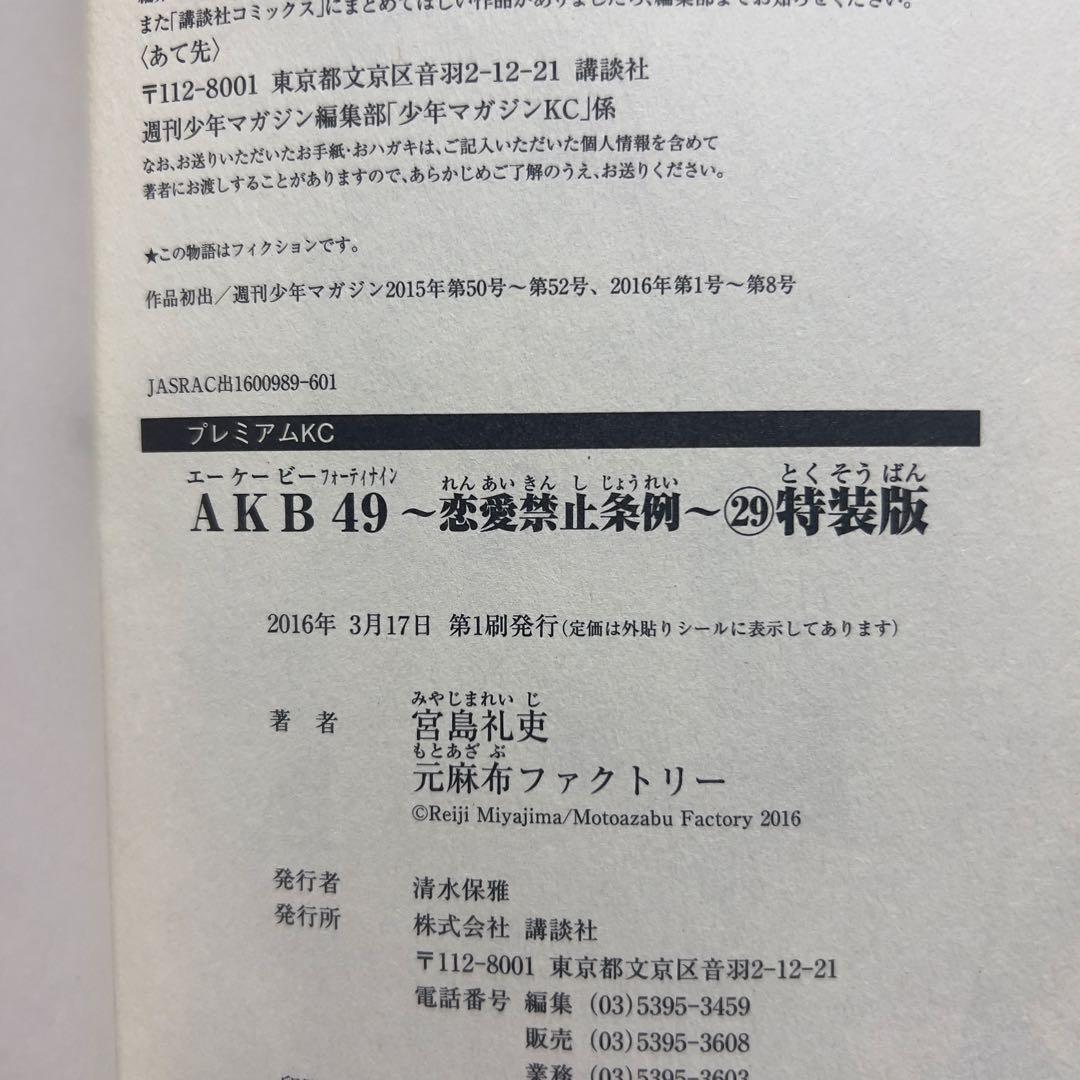 また「講談社コミックス」にまとめてほしい作品がありましたら、編集部までお知らせください。
〈あて先〉
〒112-8001 東京都文京区音羽2-12-21 講談社
週刊少年マガジン編集部「少年マガジンKC」係
なお、お送りいただいたお手紙・おハガキは、ご記入いただいた個人情報を含めて
著者にお渡しすることがありますので、あらかじめご了解のうえ、お送りください。
★この物語はフィクションです。
作品初出／週刊少年マガジン2015年第50号～第52号、2016年第1号～第8号
JASRAC出1600989-601
プレミアムKC
エー ケー ビー フォーティナイン れん あい きん し じょう れい とく そう ばん
AKB49～恋愛禁止条例～㉙特装版
2016年 3月17日 第1刷発行(定価は外貼りシールに表示してあります)
みやじまれい じ
著 者 宮島礼吏
もとあざ ぶ
元麻布ファクトリー
©Reiji Miyajima/Motoazabu Factory 2016
発行者 清水保雅
発行所 株式会社 講談社
〒112-8001 東京都文京区音羽2-12-21
電話番号 編集 (03)5395-3459
販売 (03)5395-3608
業務 (03)5395-3603